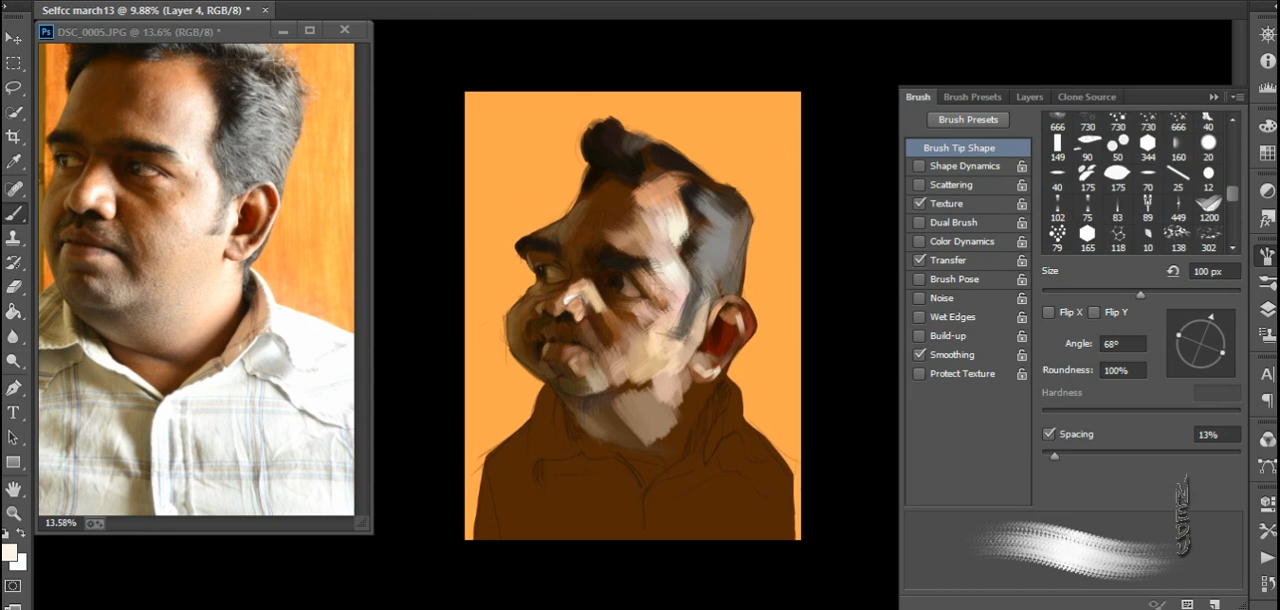 Selfcc march13 @ 9.88% (Layer 4, RGB/8) * ×
Ps DSC_0005.JPG @ 13.6% (RGB/8) *
13.58%
Brush Brush Presets Layers Clone Source
Brush Presets
Brush Tip Shape
Shape Dynamics
Scattering
Texture
Dual Brush
Color Dynamics
Transfer
Brush Pose
Noise
Wet Edges
Build-up
Smoothing
Protect Texture
666 730 730 730 666 40
149 90 50 344 160 20
40 175 175 70 25 12
102 75 83 89 449 1200
79 165 118 10 138 302
Size 100 px
Flip X Flip Y
Angle: 68°
Roundness: 100%
Hardness
Spacing 13%